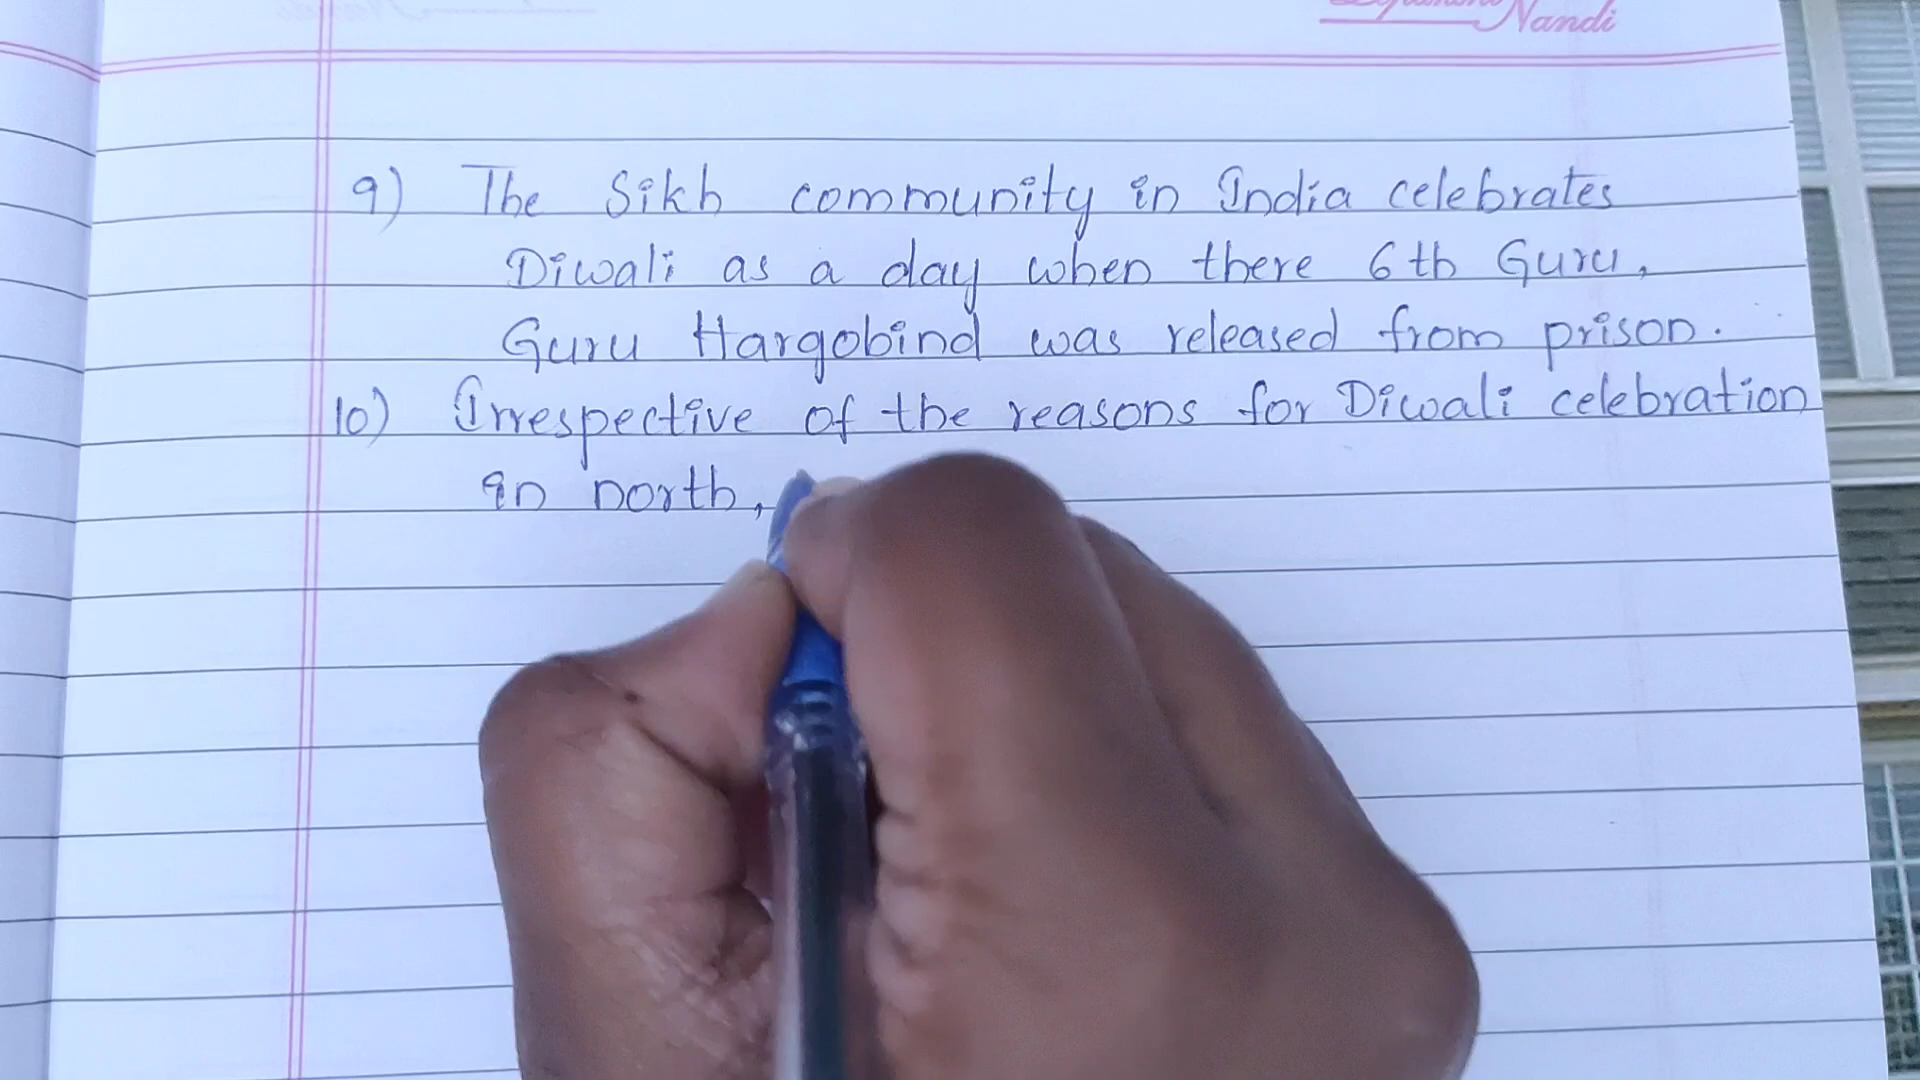 Nandi
9) The Sikh community in India celebrates
Diwali as a day when there 6th Guru,
Guru Hargobind was released from prison.
10) Irrespective of the reasons for Diwali celebration
in north,